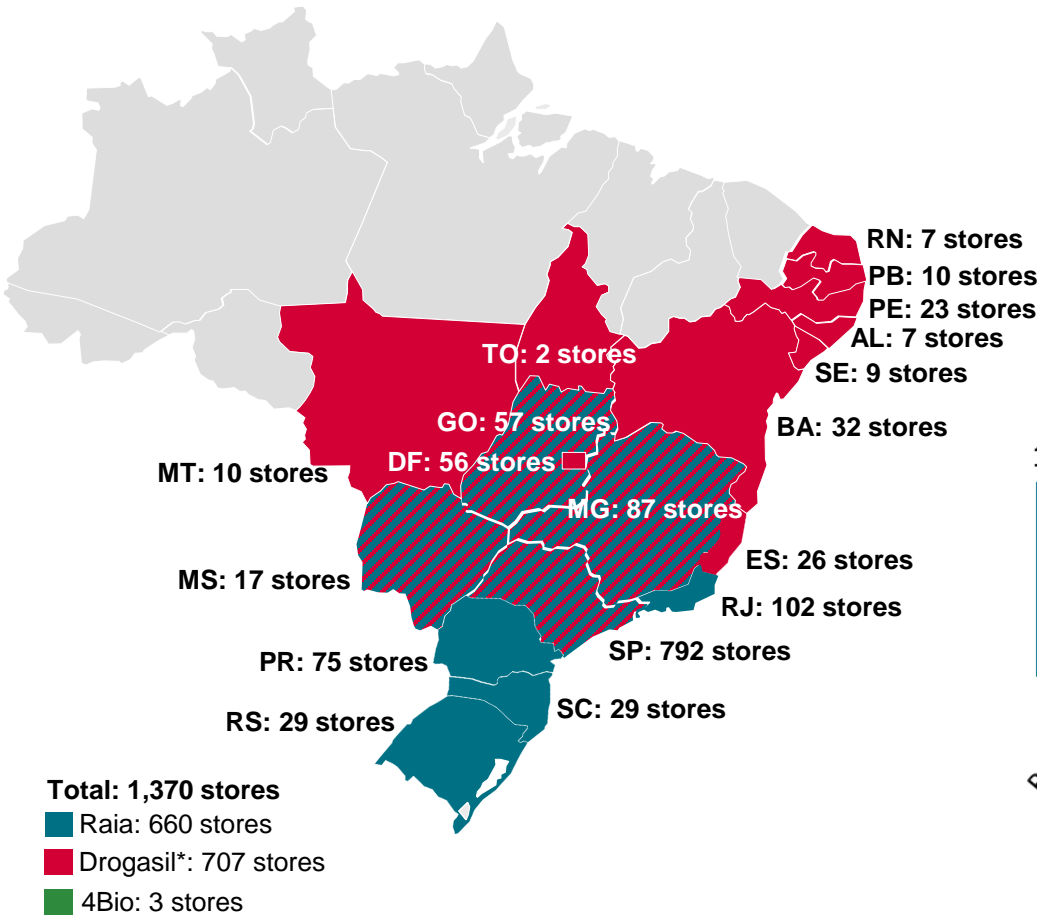 RN: 7 stores
PB: 10 stores
PE: 23 stores
AL: 7 stores
TO: 2 stores
SE: 9 stores
GO: 57 stores
BA: 32 stores
DF: 56 stores
MT: 10 stores
MG: 87 stores
ES: 26 stores
MS: 17 stores
RJ: 102 stores
SP: 792 stores
PR: 75 stores
SC: 29 stores
RS: 29 stores
Total: 1,370 stores
Raia: 660 stores
Drogasil*: 707 stores
4Bio: 3 stores